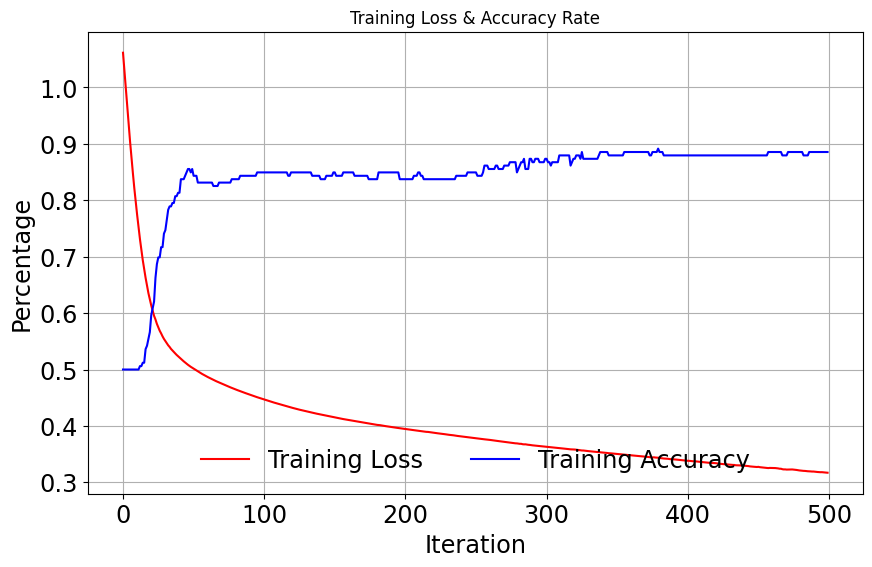 Training Loss & Accuracy Rate
Percentage
1.0
0.9
0.8
0.7
0.6
0.5
0.4
0.3
Training Loss
Training Accuracy
0 100 200 300 400 500
Iteration